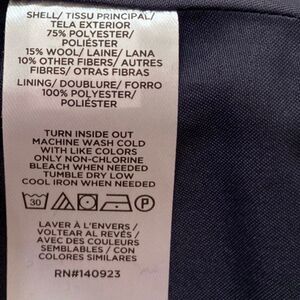 SHELL/ TISSU PRINCIPAL/
TELA EXTERIOR
75% POLYESTER/
POLIÉSTER
15% WOOL/ LAINE/ LANA
10% OTHER FIBERS/ AUTRES
FIBRES/ OTRAS FIBRAS
LINING/ DOUBLURE/ FORRO
100% POLYESTER/
POLIÉSTER
TURN INSIDE OUT
MACHINE WASH COLD
WITH LIKE COLORS
ONLY NON-CHLORINE
BLEACH WHEN NEEDED
TUMBLE DRY LOW
COOL IRON WHEN NEEDED
30 P
LAVER À L'ENVERS /
VOLTEAR AL REVÉS /
AVEC DES COULEURS
SEMBLABLES / CON
COLORES SIMILARES
RN#140923